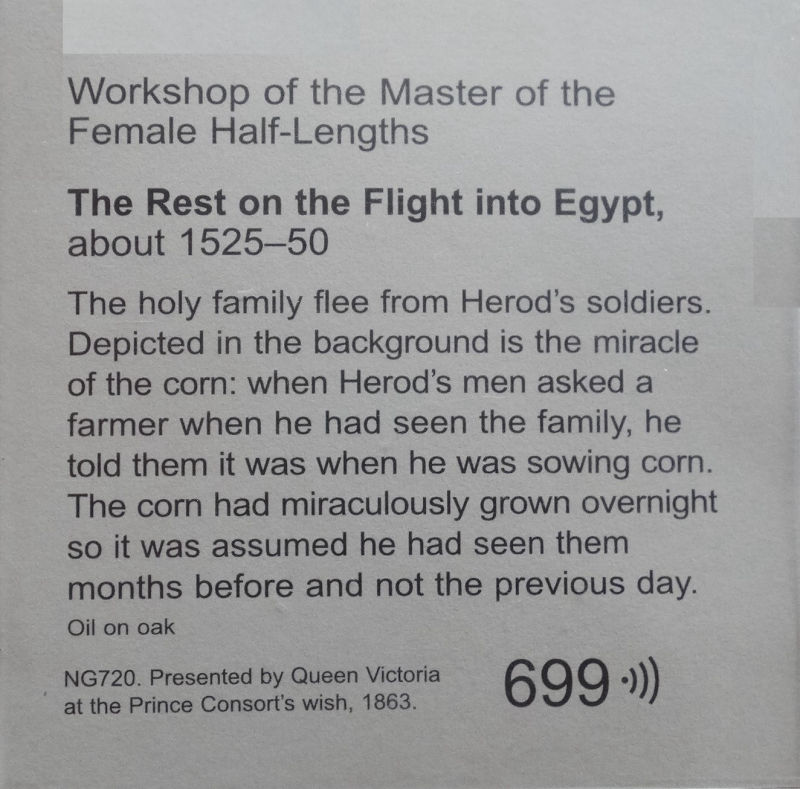 Workshop of the Master of the
Female Half-Lengths
The Rest on the Flight into Egypt,
about 1525–50
The holy family flee from Herod's soldiers.
Depicted in the background is the miracle
of the corn: when Herod's men asked a
farmer when he had seen the family, he
told them it was when he was sowing corn.
The corn had miraculously grown overnight
so it was assumed he had seen them
months before and not the previous day.
Oil on oak
NG720. Presented by Queen Victoria
at the Prince Consort's wish, 1863.
699